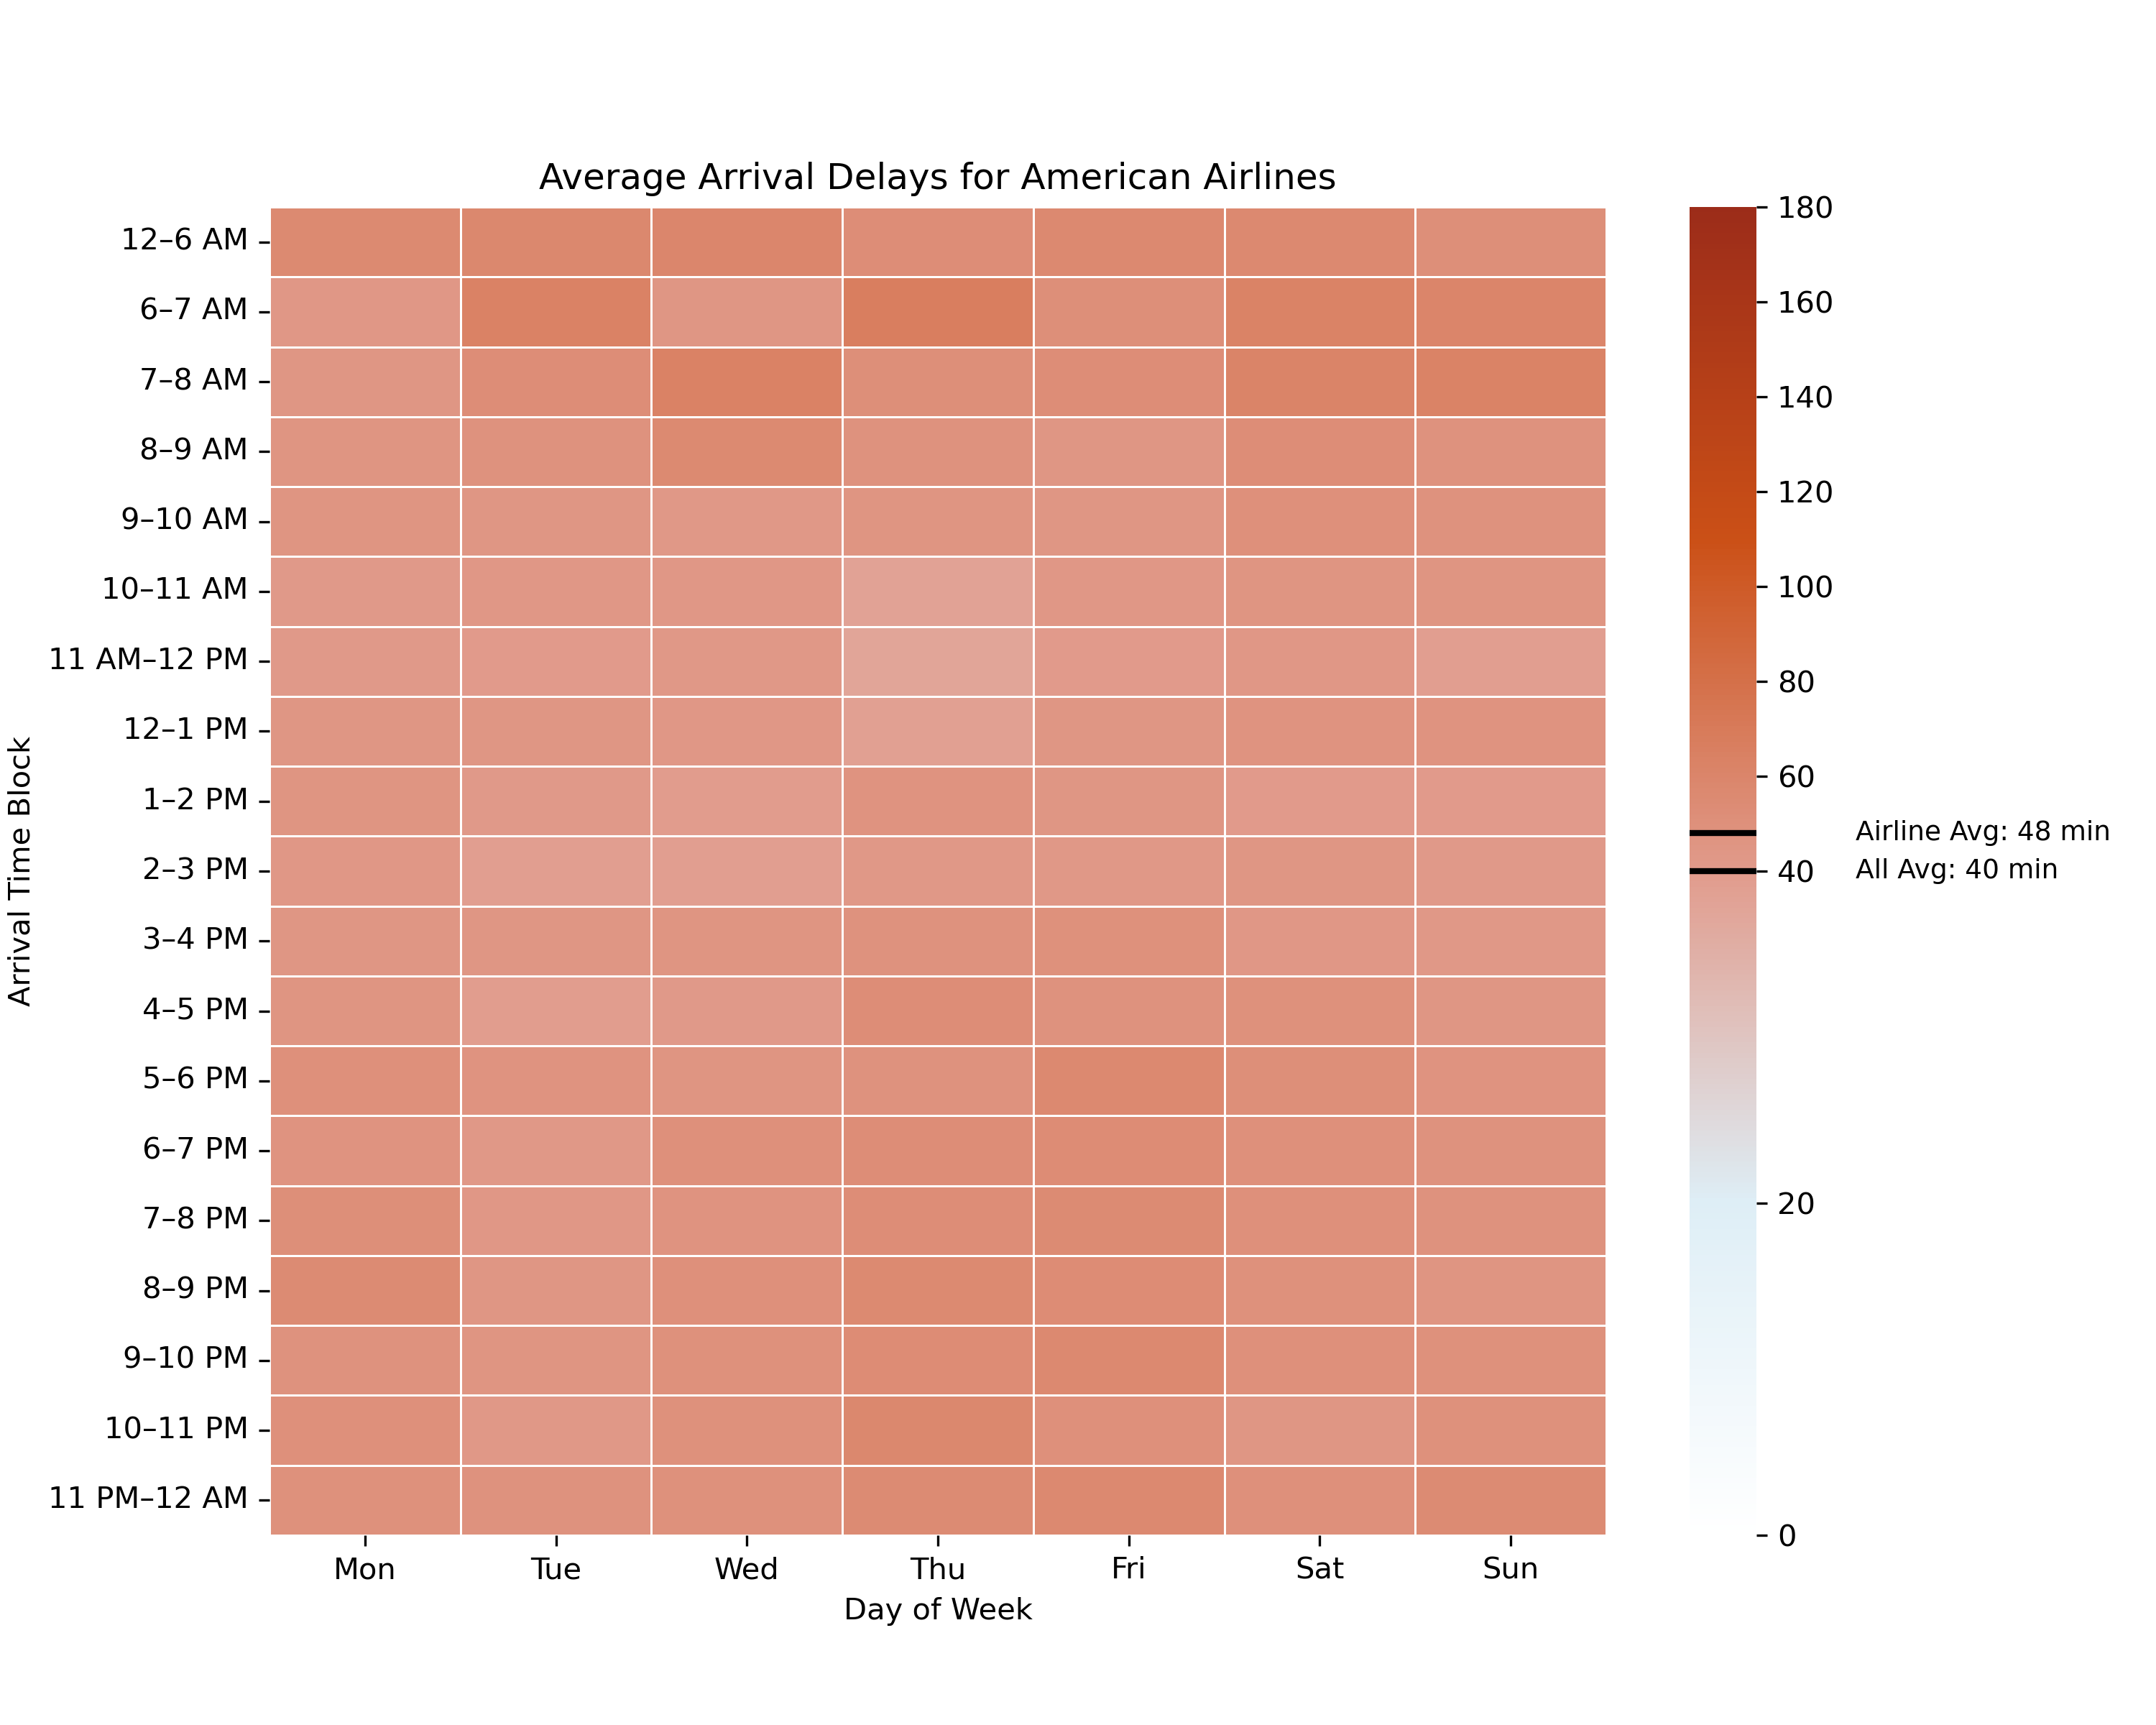 Average Arrival Delays for American Airlines
Arrival Time Block
12–6 AM
6–7 AM
7–8 AM
8–9 AM
9–10 AM
10–11 AM
11 AM–12 PM
12–1 PM
1–2 PM
2–3 PM
3–4 PM
4–5 PM
5–6 PM
6–7 PM
7–8 PM
8–9 PM
9–10 PM
10–11 PM
11 PM–12 AM
Mon Tue Wed Thu Fri Sat Sun
Day of Week
180
160
140
120
100
80
60
40
20
0
Airline Avg: 48 min
All Avg: 40 min